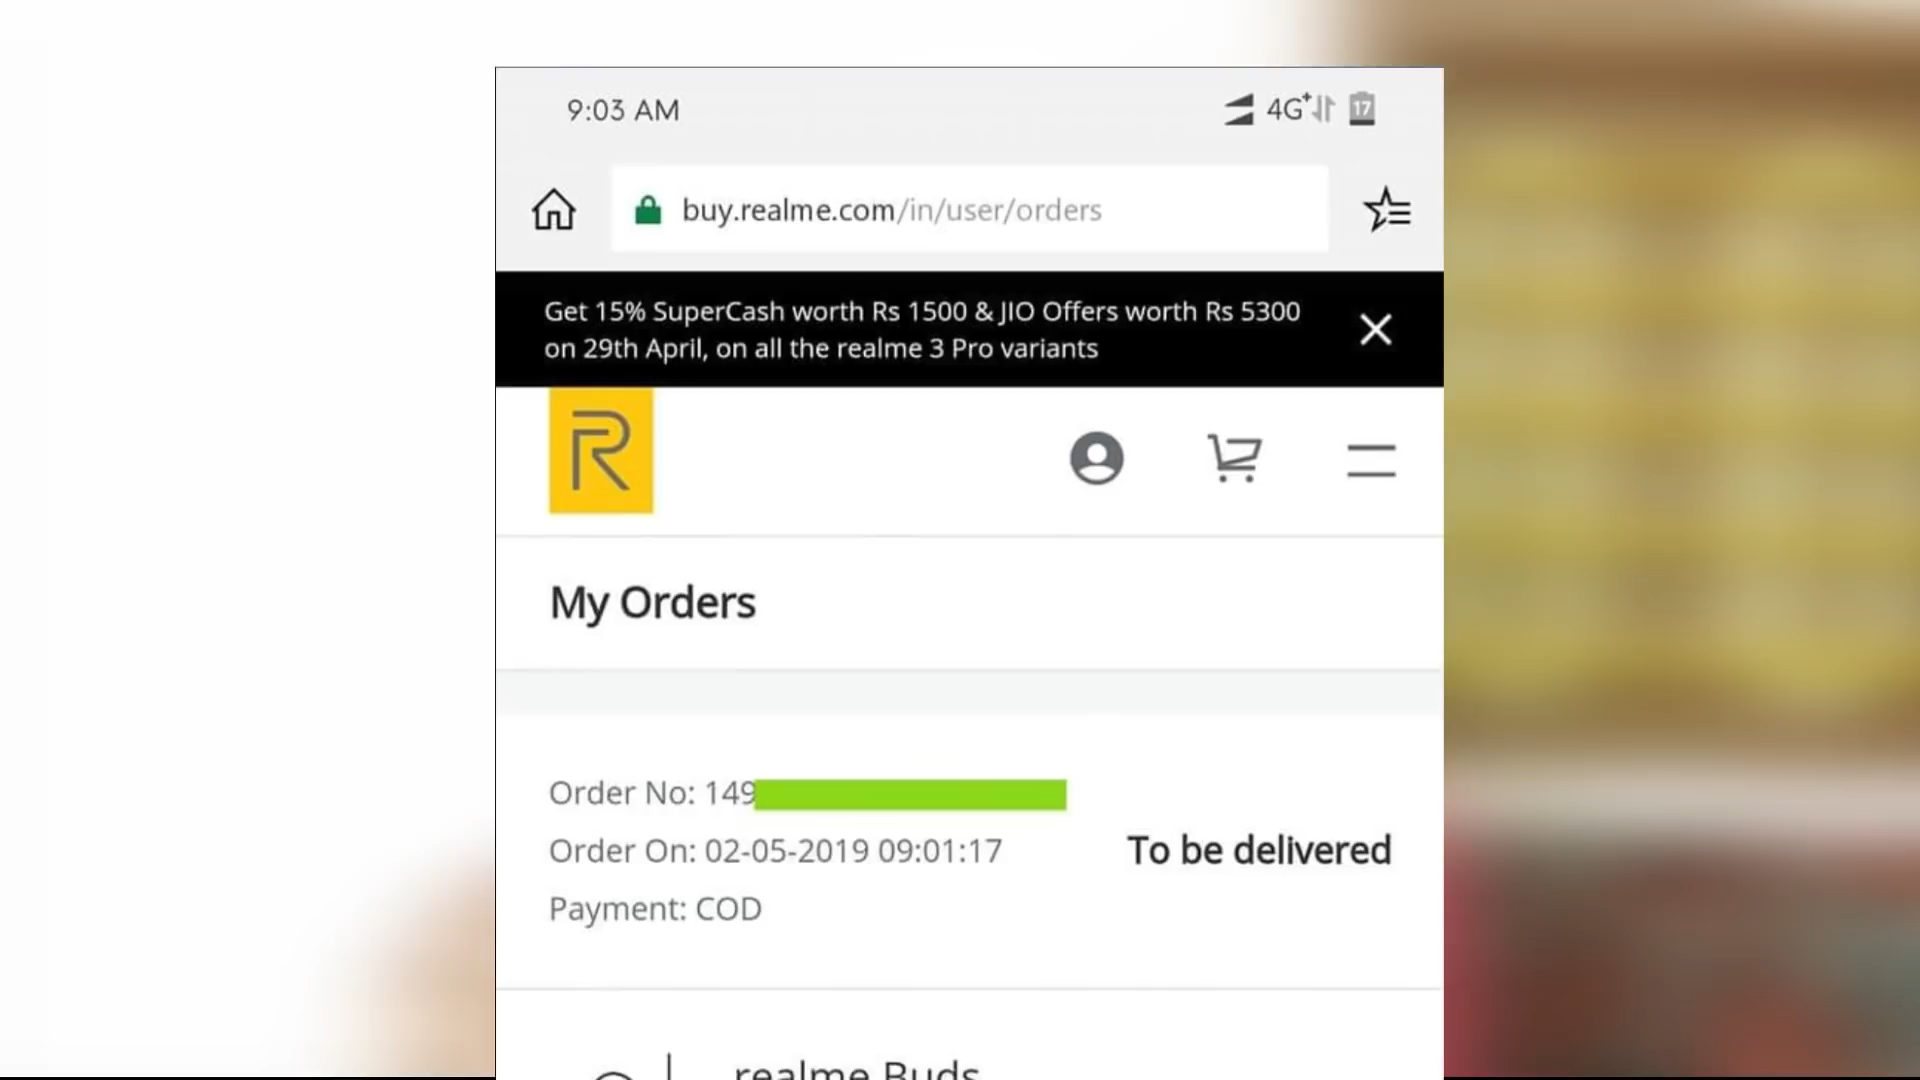 9:03 AM
4G+
17
buy.realme.com/in/user/orders
Get 15% SuperCash worth Rs 1500 & JIO Offers worth Rs 5300
on 29th April, on all the realme 3 Pro variants
R
My Orders
Order No: 149
Order On: 02-05-2019 09:01:17
To be delivered
Payment: COD
realme Buds